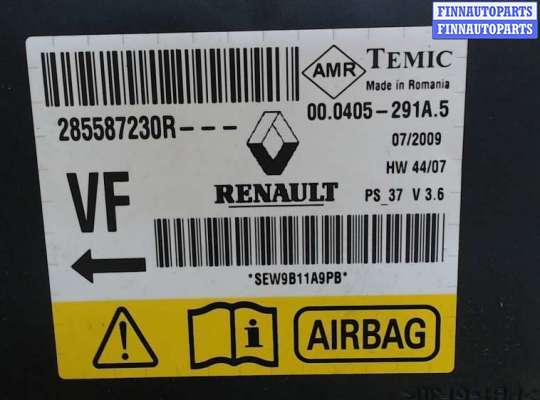 FINNAUTOPARTS
FINNAUTOPARTS
AMR TEMIC
Made in Romania
285587230R---
00.0405-291A.5
07/2009
HW 44/07
VF
RENAULT
PS_37 V 3.6
*SEW9B11A9PB*
i
AIRBAG